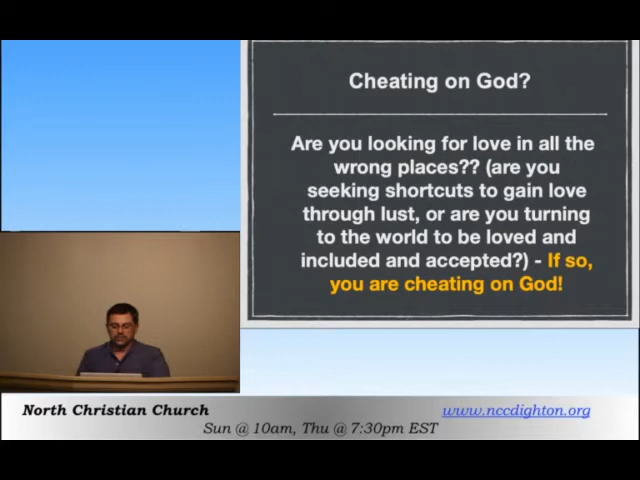 Cheating on God?
Are you looking for love in all the
wrong places?? (are you
seeking shortcuts to gain love
through lust, or are you turning
to the world to be loved and
included and accepted?) - If so,
you are cheating on God!
North Christian Church
www.nccdighton.org
Sun @ 10am, Thu @ 7:30pm EST